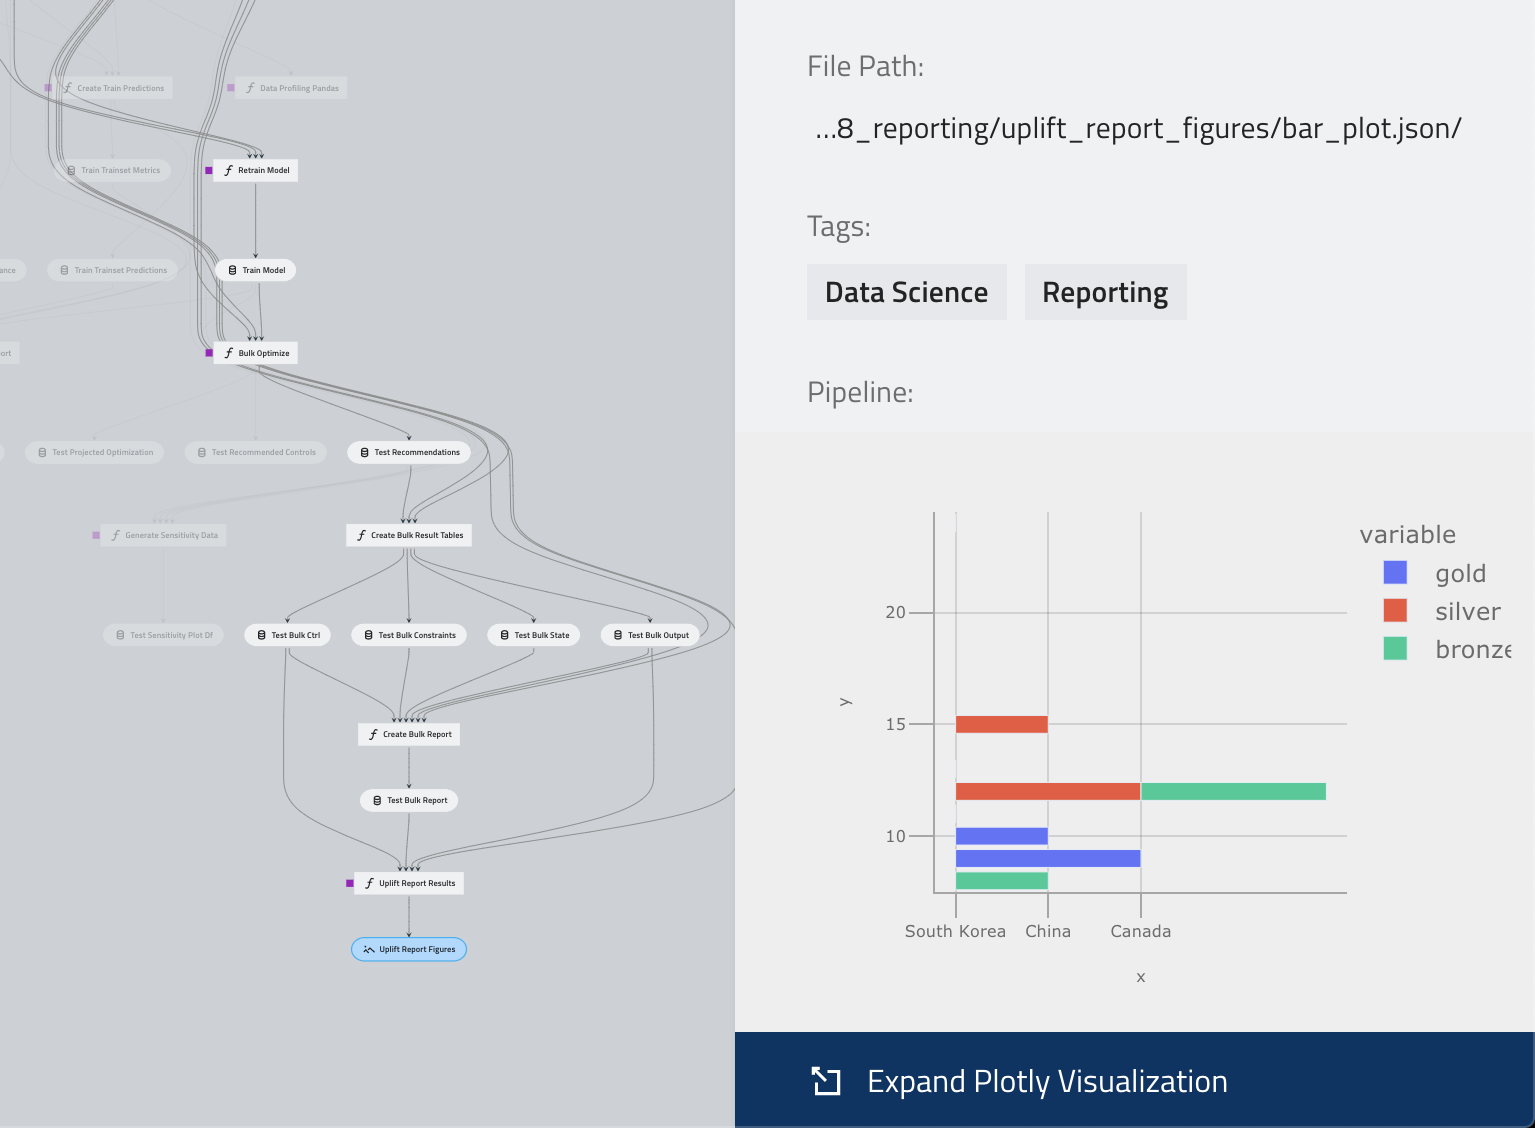 Create Train Predictions
Data Profiling Pandas
Train Trainset Metrics
Retrain Model
ance
Train Trainset Predictions
Train Model
ort
Bulk Optimize
Test Projected Optimization
Test Recommended Controls
Test Recommendations
Generate Sensitivity Data
Create Bulk Result Tables
Test Sensitivity Plot Df
Test Bulk Ctrl
Test Bulk Constraints
Test Bulk State
Test Bulk Output
Create Bulk Report
Test Bulk Report
Uplift Report Results
Uplift Report Figures
File Path:
...8_reporting/uplift_report_figures/bar_plot.json/
Tags:
Data Science
Reporting
Pipeline:
variable
gold
silver
bronze
20
15
10
y
South Korea
China
Canada
x
Expand Plotly Visualization